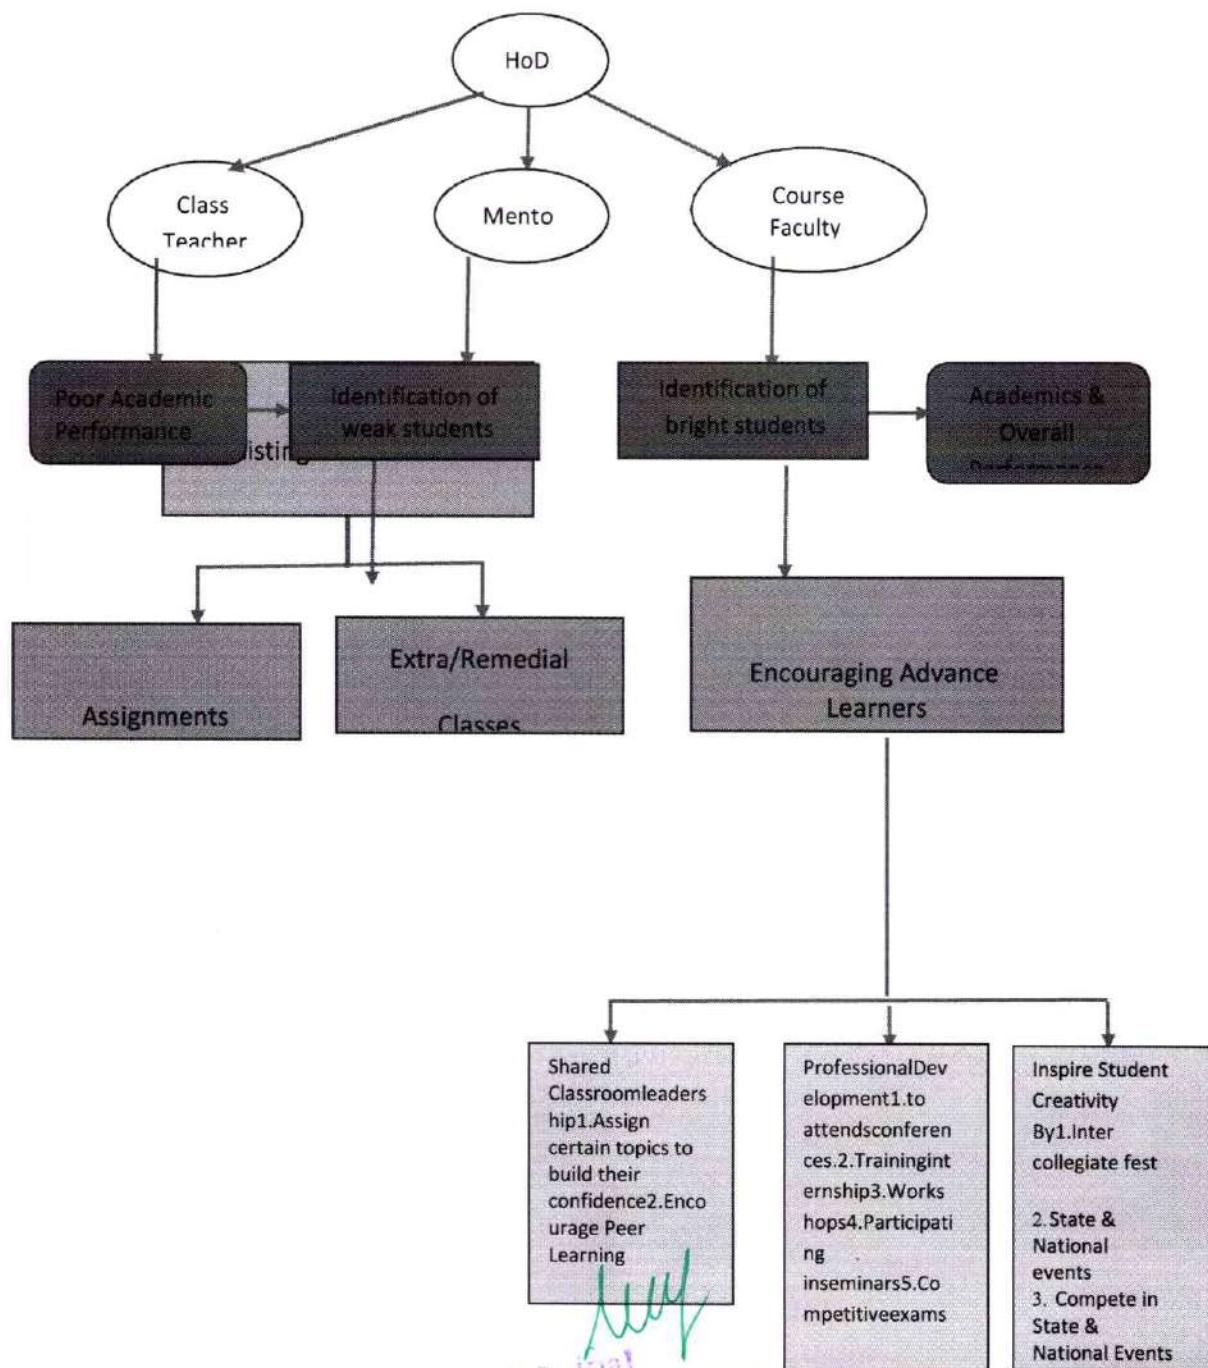 HoD
Class
Teacher
Mento
Course
Faculty
Poor Academic
Performance
isting
Identification of
weak students
Identification of
bright students
Academics &
Overall
Performance
Assignments
Extra/Remedial
Classes
Encouraging Advance
Learners
Shared
Classroomleaders
hip1.Assign
certain topics to
build their
confidence2.Enco
urage Peer
Learning
ProfessionalDev
elopment1.to
attendsconferen
ces.2.Trainingint
ernship3.Works
hops4.Participati
ng
inseminars5.Co
mpetitiveexams
Inspire Student
Creativity
By1.Inter
collegiate fest
2. State &
National
events
3. Compete in
State &
National Events